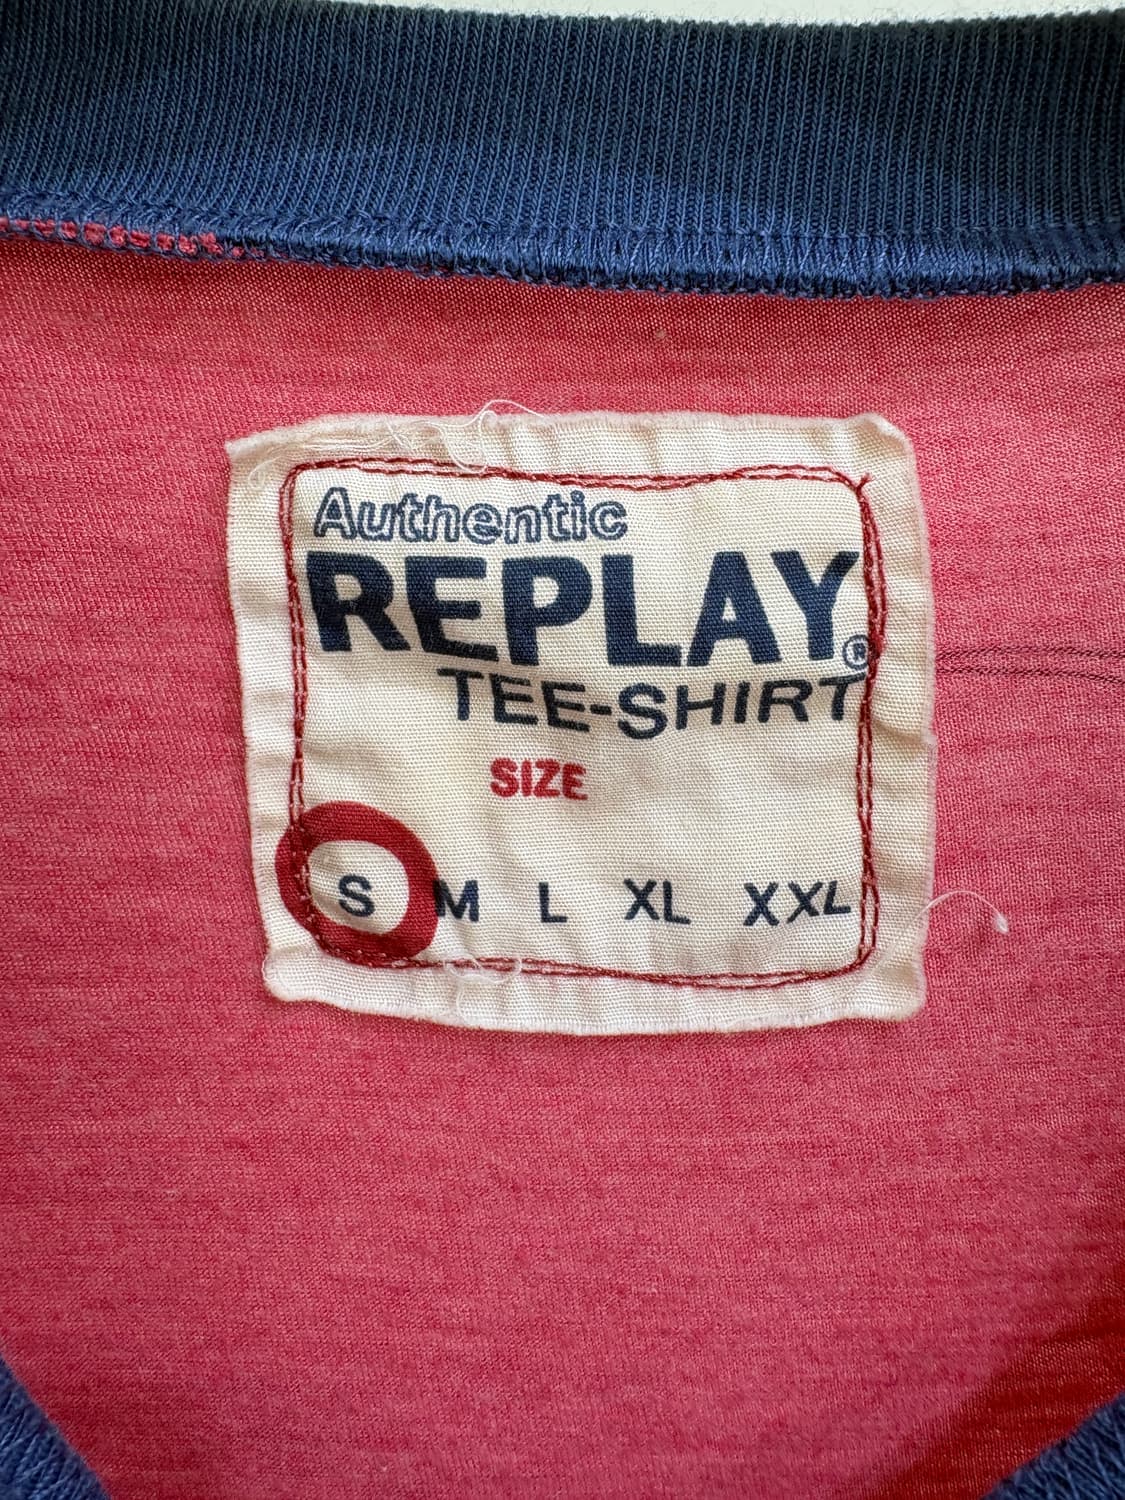 Authentic
REPLAY®
TEE-SHIRT
SIZE
S M L XL XXL